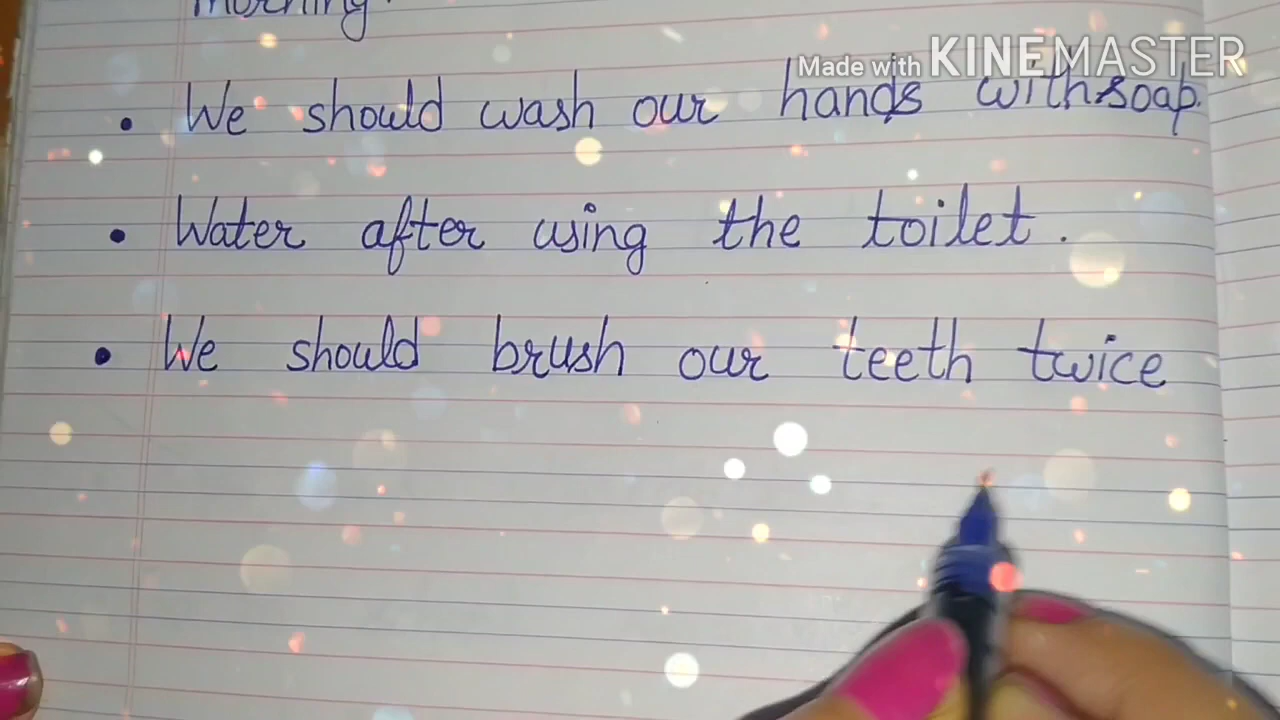 morning.
Made with KINEMASTER
• We should wash our hands with soap.
• Water after using the toilet.
• We should brush our teeth twice